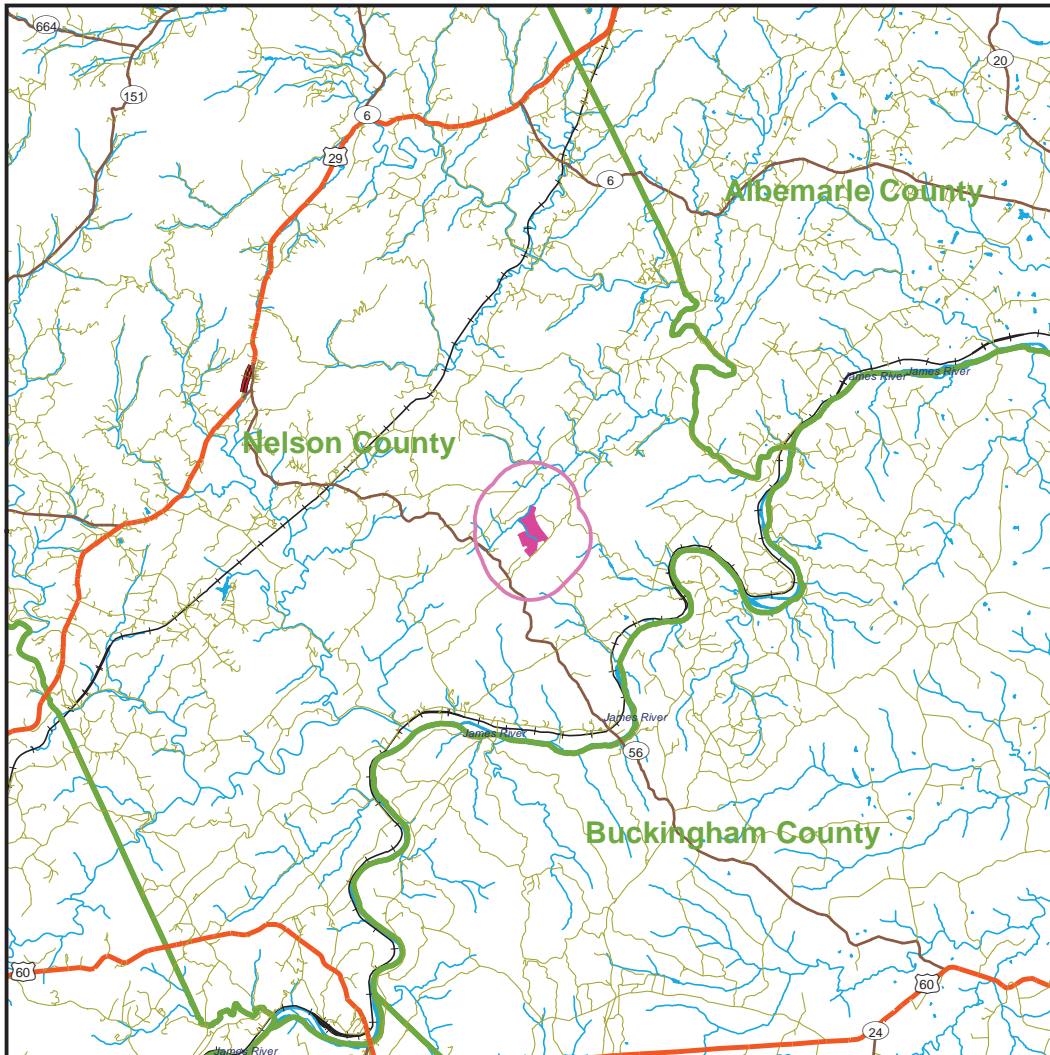 664
20
151
6
29
6
Albemarle County
James River
James River
Nelson County
James River
James River
56
Buckingham County
60
60
24
James River